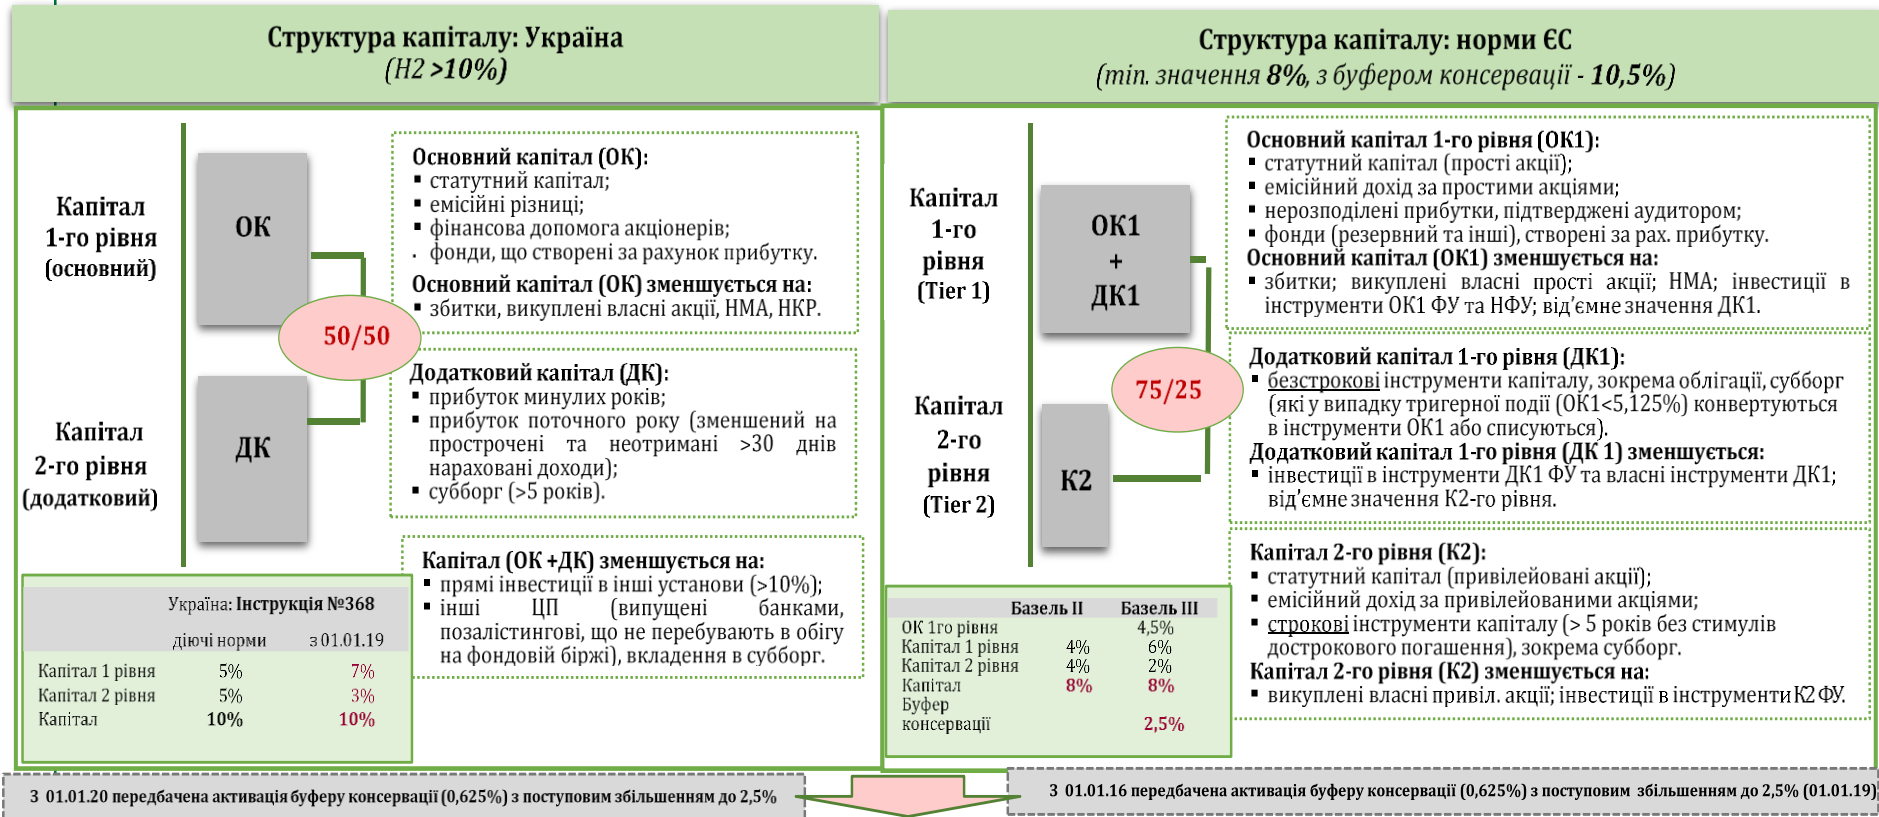 Структура капіталу: Україна
(Н2 >10%)
Капітал
1-го рівня
(основний)
ОК
50/50
Капітал
2-го рівня
(додатковий)
ДК
Основний капітал (ОК):
▪ статутний капітал;
▪ емісійні різниці;
▪ фінансова допомога акціонерів;
. фонди, що створені за рахунок прибутку.
Основний капітал (ОК) зменшується на:
▪ збитки, викуплені власні акції, НМА, НКР.
Додатковий капітал (ДК):
▪ прибуток минулих років;
▪ прибуток поточного року (зменшений на
прострочені та неотримані >30 днів
нараховані доходи);
▪ субборг (>5 років).
Капітал (ОК +ДК) зменшується на:
▪ прямі інвестиції в інші установи (>10%);
▪ інші ЦП (випущені банками,
позалістингові, що не перебувають в обігу
на фондовій біржі), вкладення в субборг.
Україна: Інструкція №368
діючі норми з 01.01.19
Капітал 1 рівня 5% 7%
Капітал 2 рівня 5% 3%
Капітал 10% 10%
З 01.01.20 передбачена активація буферу консервації (0,625%) з поступовим збільшенням до 2,5%
Структура капіталу: норми ЄС
(min. значення 8%, з буфером консервації - 10,5%)
Капітал
1-го
рівня
(Tier 1)
ОК1
+
ДК1
75/25
Капітал
2-го
рівня
(Tier 2)
К2
Основний капітал 1-го рівня (ОК1):
▪ статутний капітал (прості акції);
▪ емісійний дохід за простими акціями;
▪ нерозподілені прибутки, підтверджені аудитором;
▪ фонди (резервний та інші), створені за рах. прибутку.
Основний капітал (ОК1) зменшується на:
▪ збитки; викуплені власні прості акції; НМА; інвестиції в
інструменти ОК1 ФУ та НФУ; від’ємне значення ДК1.
Додатковий капітал 1-го рівня (ДК1):
▪ безстрокові інструменти капіталу, зокрема облігації, субборг
(які у випадку тригерної події (ОК1<5,125%) конвертуються
в інструменти ОК1 або списуються).
Додатковий капітал 1-го рівня (ДК 1) зменшується:
▪ інвестиції в інструменти ДК1 ФУ та власні інструменти ДК1;
від’ємне значення К2-го рівня.
Капітал 2-го рівня (К2):
▪ статутний капітал (привілейовані акції);
▪ емісійний дохід за привілейованими акціями;
▪ строкові інструменти капіталу (> 5 років без стимулів
дострокового погашення), зокрема субборг.
Капітал 2-го рівня (К2) зменшується на:
▪ викуплені власні привіл. акції; інвестиції в інструменти К2 ФУ.
Базель II Базель III
ОК 1го рівня 4,5%
Капітал 1 рівня 4% 6%
Капітал 2 рівня 4% 2%
Капітал 8% 8%
Буфер
консервації 2,5%
З 01.01.16 передбачена активація буферу консервації (0,625%) з поступовим збільшенням до 2,5% (01.01.19)